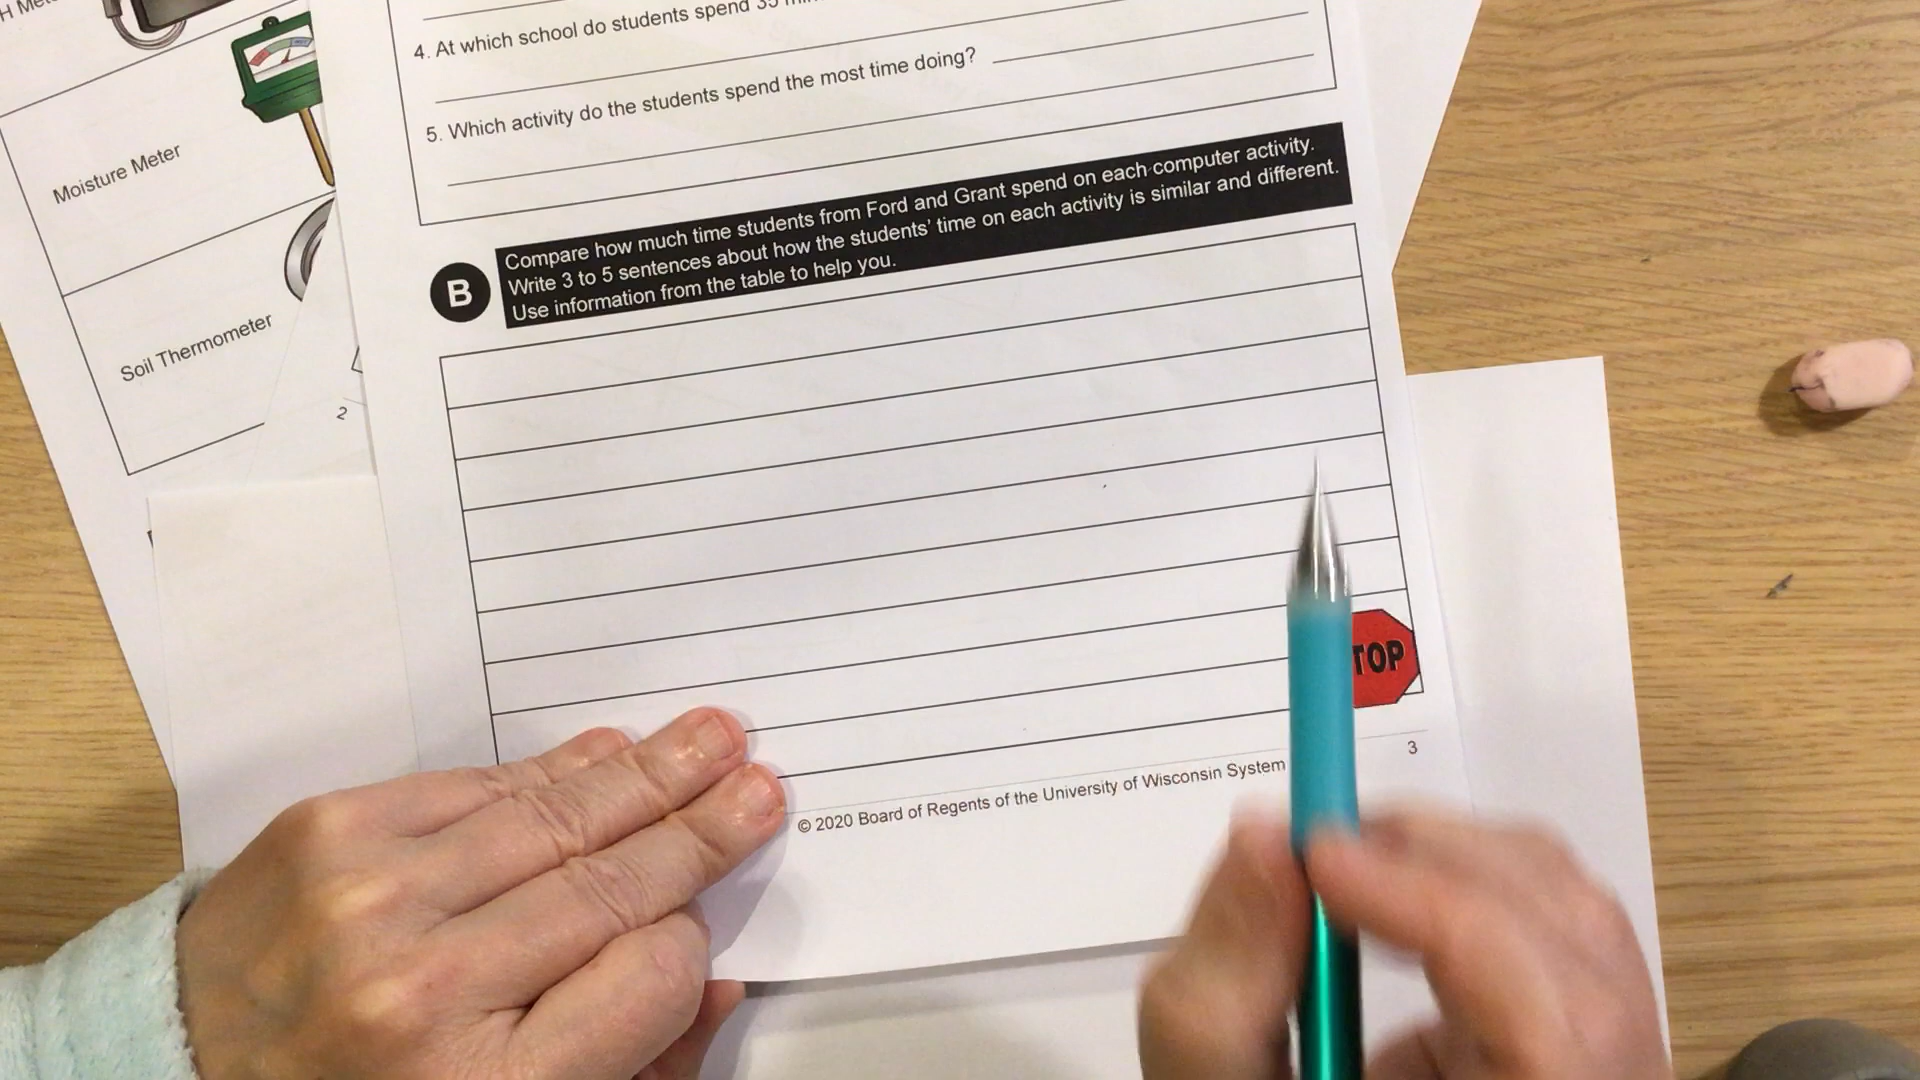 4. At which school do students spend 35
5. Which activity do the students spend the most time doing?
B
Compare how much time students from Ford and Grant spend on each computer activity.
Write 3 to 5 sentences about how the students' time on each activity is similar and different.
Use information from the table to help you.
Moisture Meter
Soil Thermometer
2
TOP
3
© 2020 Board of Regents of the University of Wisconsin System